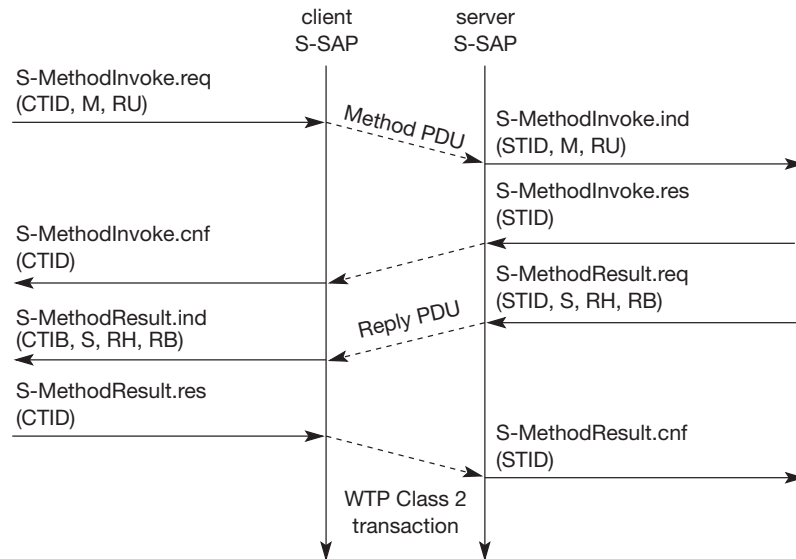 client
S-SAP
server
S-SAP
S-MethodInvoke.req
(CTID, M, RU)
Method PDU
S-MethodInvoke.ind
(STID, M, RU)
S-MethodInvoke.res
(STID)
S-MethodInvoke.cnf
(CTID)
S-MethodResult.req
(STID, S, RH, RB)
Reply PDU
S-MethodResult.ind
(CTIB, S, RH, RB)
S-MethodResult.res
(CTID)
S-MethodResult.cnf
(STID)
WTP Class 2
transaction